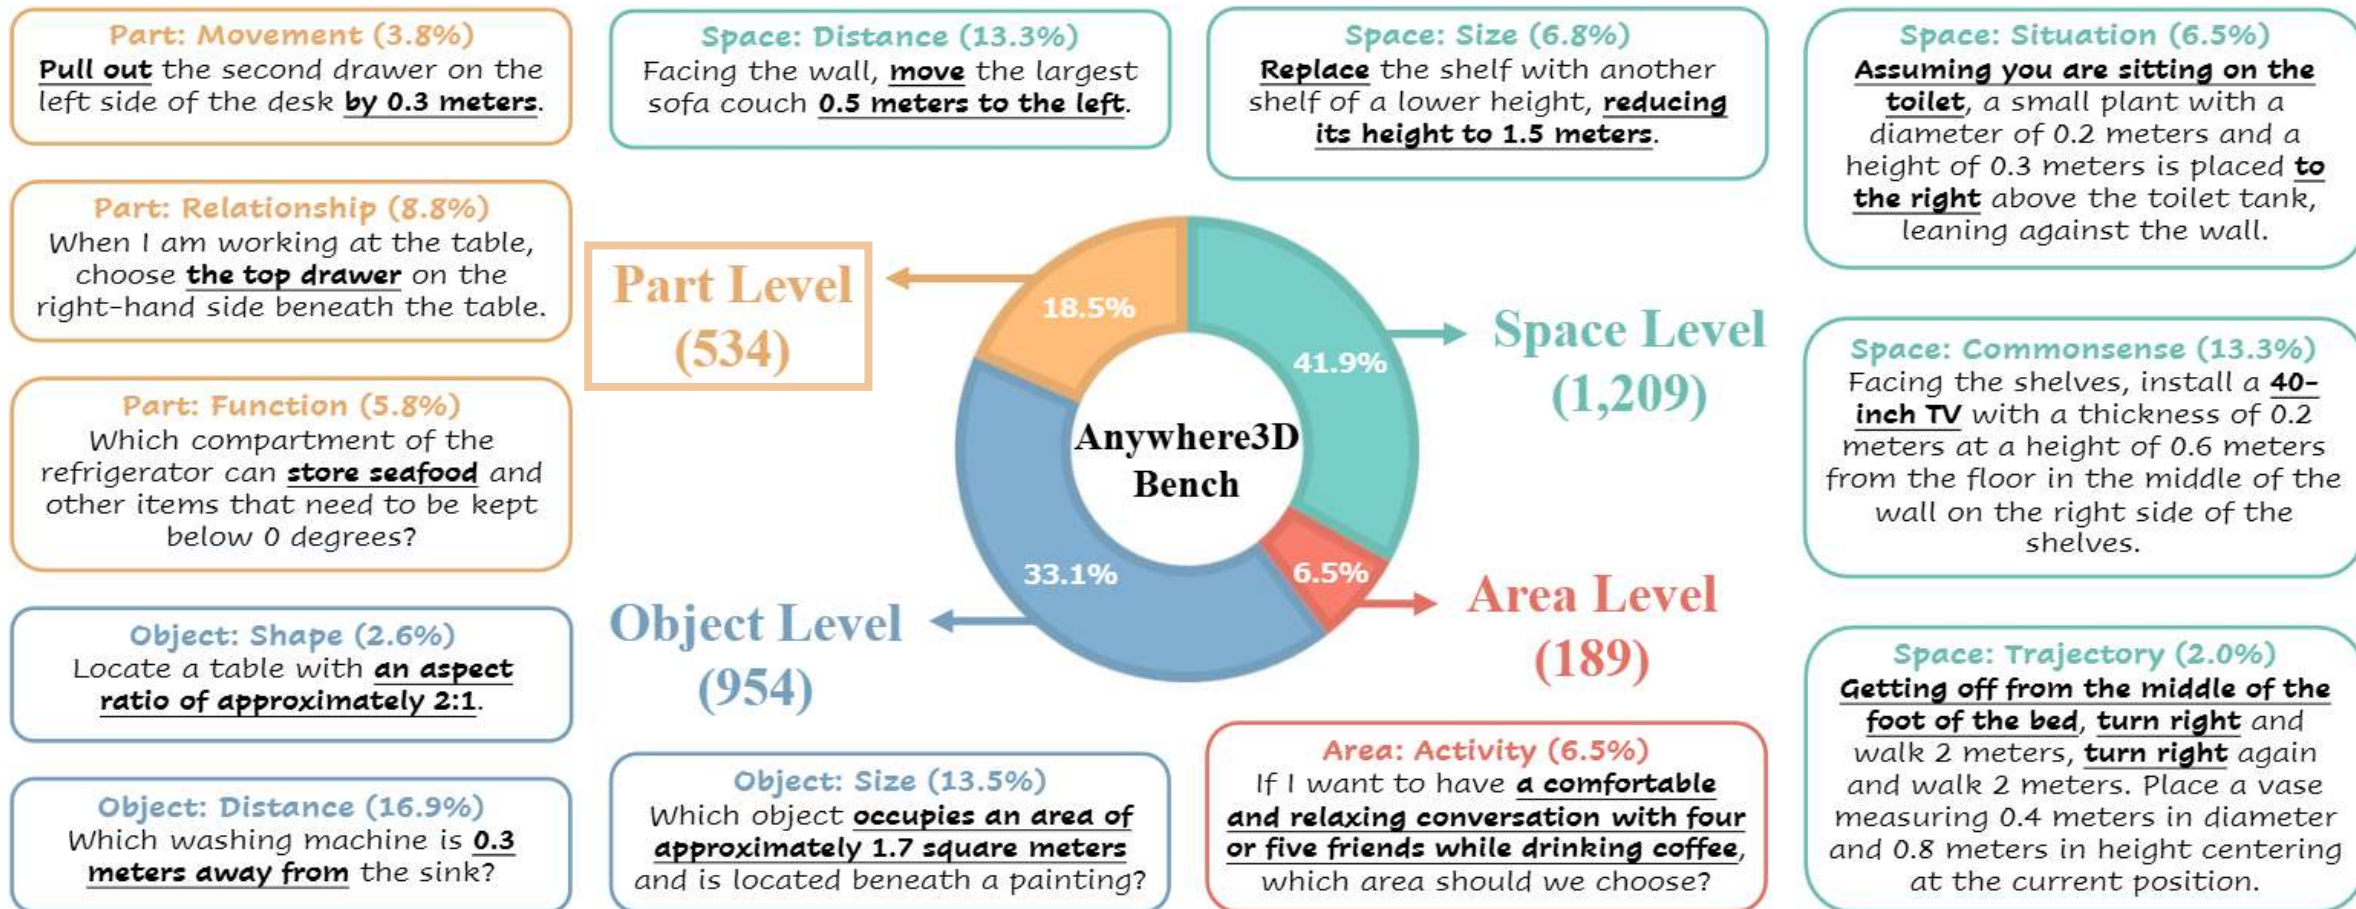 Part: Movement (3.8%)
Pull out the second drawer on the
left side of the desk by 0.3 meters.
Part: Relationship (8.8%)
When I am working at the table,
choose the top drawer on the
right-hand side beneath the table.
Part: Function (5.8%)
Which compartment of the
refrigerator can store seafood and
other items that need to be kept
below 0 degrees?
Object: Shape (2.6%)
Locate a table with an aspect
ratio of approximately 2:1.
Object: Distance (16.9%)
Which washing machine is 0.3
meters away from the sink?
Space: Distance (13.3%)
Facing the wall, move the largest
sofa couch 0.5 meters to the left.
Space: Size (6.8%)
Replace the shelf with another
shelf of a lower height, reducing
its height to 1.5 meters.
Part Level
(534)
18.5%
41.9%
Space Level
(1,209)
Anywhere3D
Bench
33.1%
6.5%
Object Level
(954)
Area Level
(189)
Object: Size (13.5%)
Which object occupies an area of
approximately 1.7 square meters
and is located beneath a painting?
Area: Activity (6.5%)
If I want to have a comfortable
and relaxing conversation with four
or five friends while drinking coffee,
which area should we choose?
Space: Situation (6.5%)
Assuming you are sitting on the
toilet, a small plant with a
diameter of 0.2 meters and a
height of 0.3 meters is placed to
the right above the toilet tank,
leaning against the wall.
Space: Commonsense (13.3%)
Facing the shelves, install a 40-
inch TV with a thickness of 0.2
meters at a height of 0.6 meters
from the floor in the middle of the
wall on the right side of the
shelves.
Space: Trajectory (2.0%)
Getting off from the middle of the
foot of the bed, turn right and
walk 2 meters, turn right again
and walk 2 meters. Place a vase
measuring 0.4 meters in diameter
and 0.8 meters in height centering
at the current position.